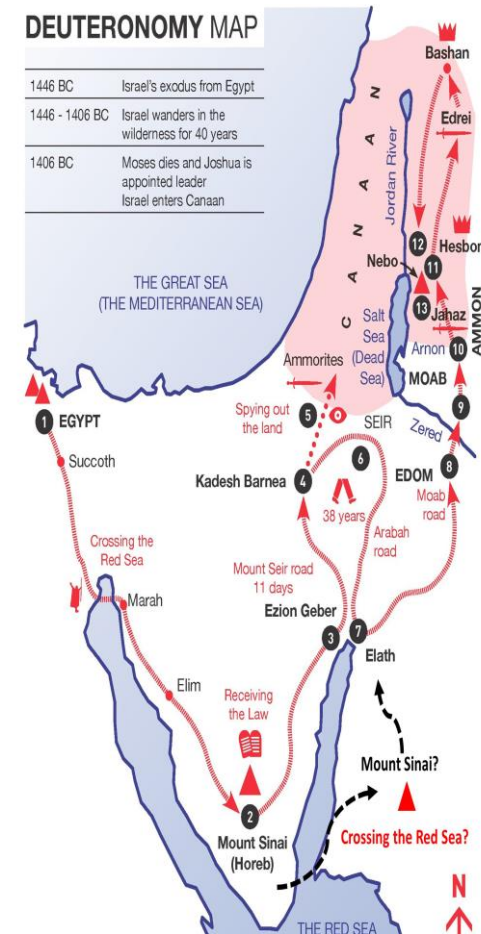 DEUTERONOMY MAP
1446 BC Israel's exodus from Egypt
1446 - 1406 BC Israel wanders in the
wilderness for 40 years
1406 BC Moses dies and Joshua is
appointed leader
Israel enters Canaan
THE GREAT SEA
(THE MEDITERRANEAN SEA)
CANAAN
Jordan River
Bashan
Edrei
12
Hesbon
Nebo
11
13
Jahaz
AMMON
Salt
Sea
(Dead
Sea)
Arnon
10
MOAB
9
Zered
Ammorites
Spying out
the land
5
SEIR
6
Kadesh Barnea
4
38 years
EDOM
8
Moab
road
Arabah
road
Mount Seir road
11 days
Ezion Geber
3
7
Elath
1
EGYPT
Succoth
Crossing the
Red Sea
Marah
Elim
Receiving
the Law
2
Mount Sinai
(Horeb)
Mount Sinai?
Crossing the Red Sea?
N
THE RED SEA